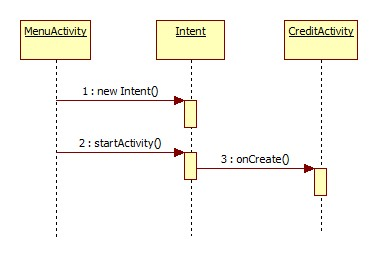 MenuActivity
Intent
CreditActivity
1 : new Intent()
2 : startActivity()
3 : onCreate()